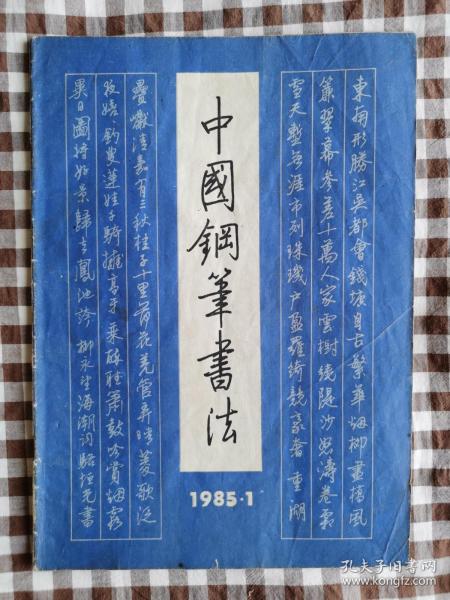 東南形勝江吳都會錢塘自古繁華烟柳畫橋風
簾翠幕參差十萬人家雲樹繞隄沙怒濤卷霜
雪天塹無涯市列珠璣户盈羅綺競豪奢重湖
中國鋼筆書法
1985·1
疊巘清嘉有三秋桂子十里荷花羌管弄晴菱歌泛
夜嬉釣叟蓮娃千騎擁高牙乘醉聽簫鼓吟賞烟霞
異日圖將好景歸去鳳池誇 柳永望海潮詞 駱恒光書
孔夫子旧书网
book.kongfz.com